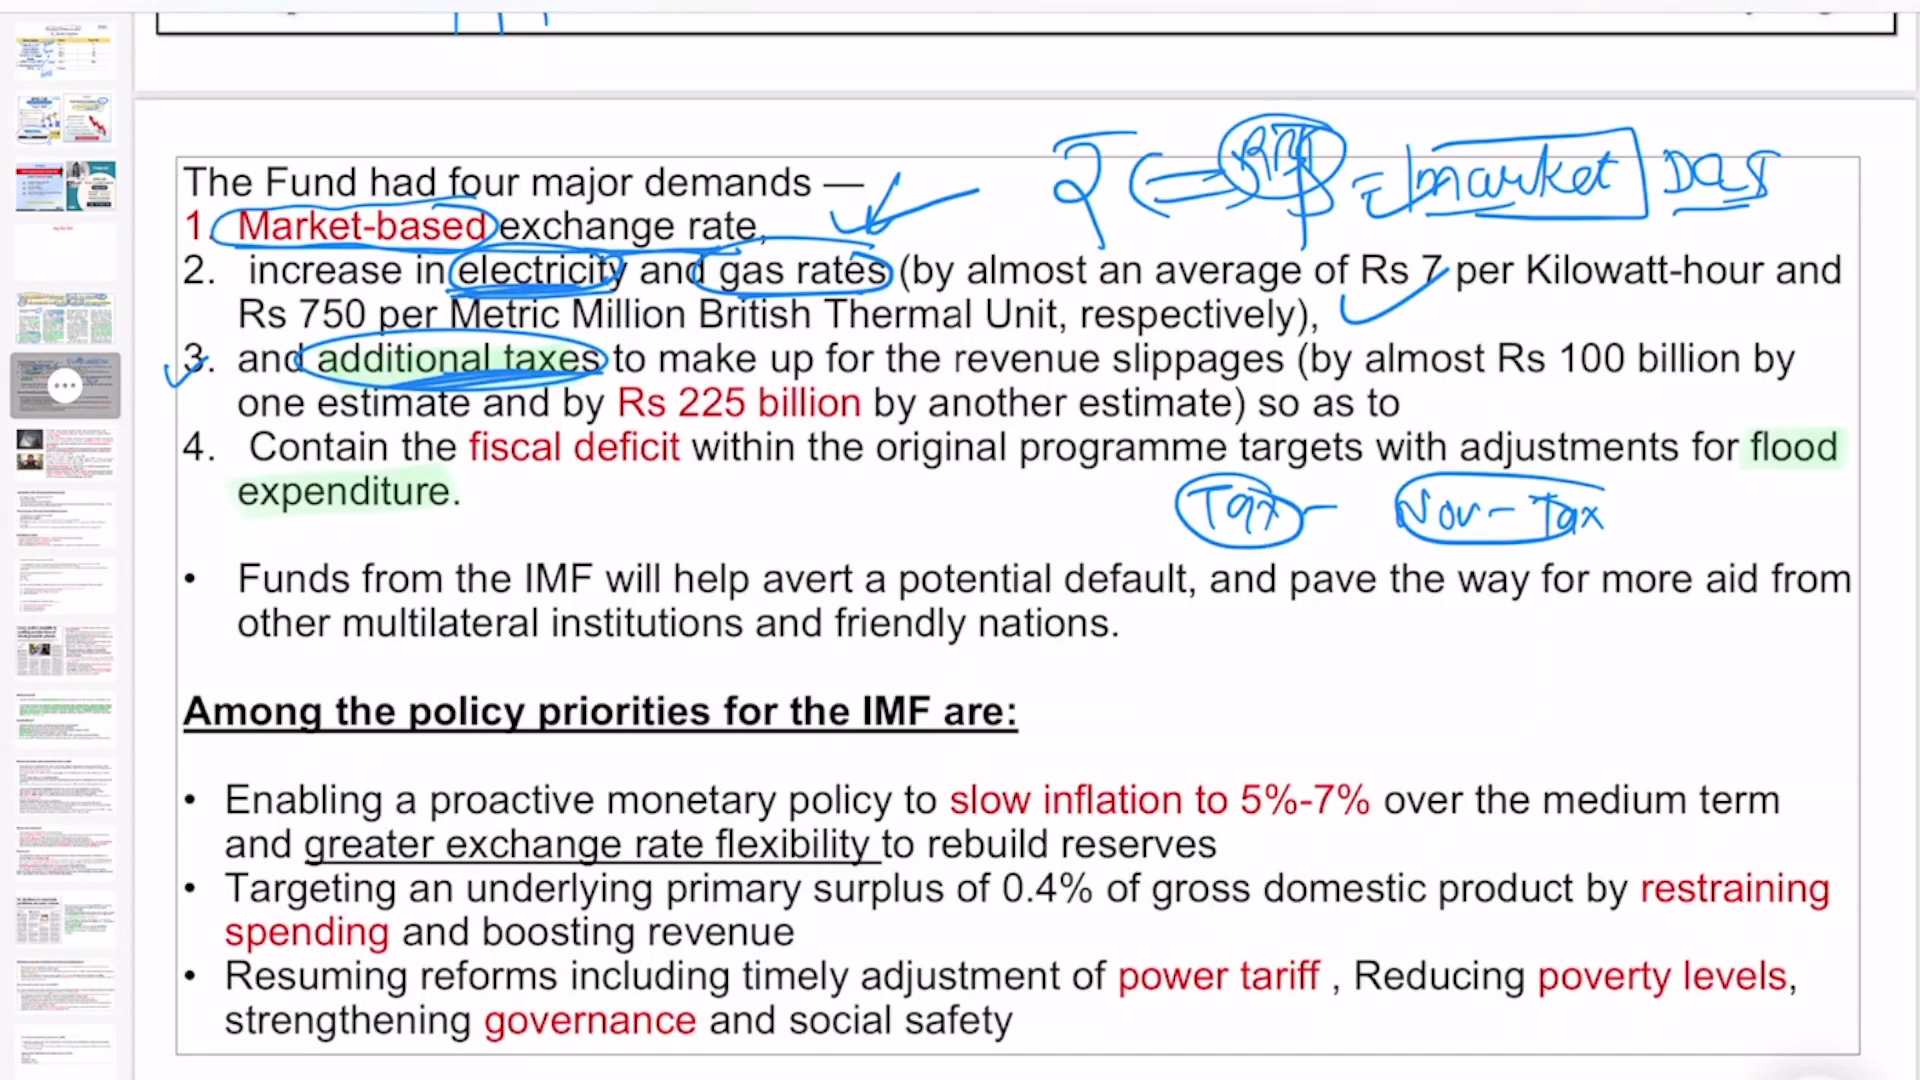 The Fund had four major demands —
1. Market-based exchange rate,
2. increase in electricity and gas rates (by almost an average of Rs 7 per Kilowatt-hour and
Rs 750 per Metric Million British Thermal Unit, respectively),
3. and additional taxes to make up for the revenue slippages (by almost Rs 100 billion by
one estimate and by Rs 225 billion by another estimate) so as to
4. Contain the fiscal deficit within the original programme targets with adjustments for flood
expenditure.
market
Tax - Non-Tax
• Funds from the IMF will help avert a potential default, and pave the way for more aid from
other multilateral institutions and friendly nations.
Among the policy priorities for the IMF are:
• Enabling a proactive monetary policy to slow inflation to 5%-7% over the medium term
and greater exchange rate flexibility to rebuild reserves
• Targeting an underlying primary surplus of 0.4% of gross domestic product by restraining
spending and boosting revenue
• Resuming reforms including timely adjustment of power tariff , Reducing poverty levels,
strengthening governance and social safety